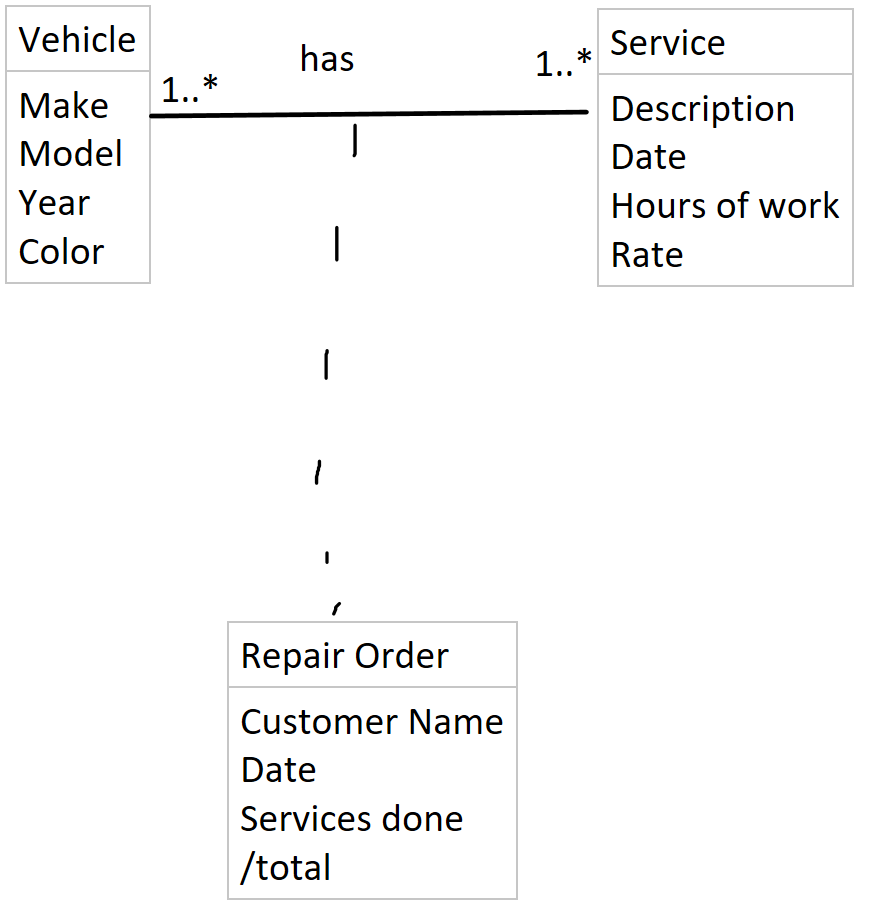 Vehicle
Make
Model
Year
Color
1..*
has
1..*
Service
Description
Date
Hours of work
Rate
Repair Order
Customer Name
Date
Services done
/total